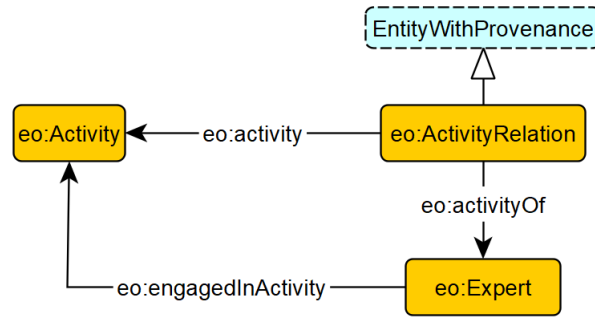 EntityWithProvenance
eo:Activity
eo:activity
eo:ActivityRelation
eo:activityOf
eo:engagedInActivity
eo:Expert